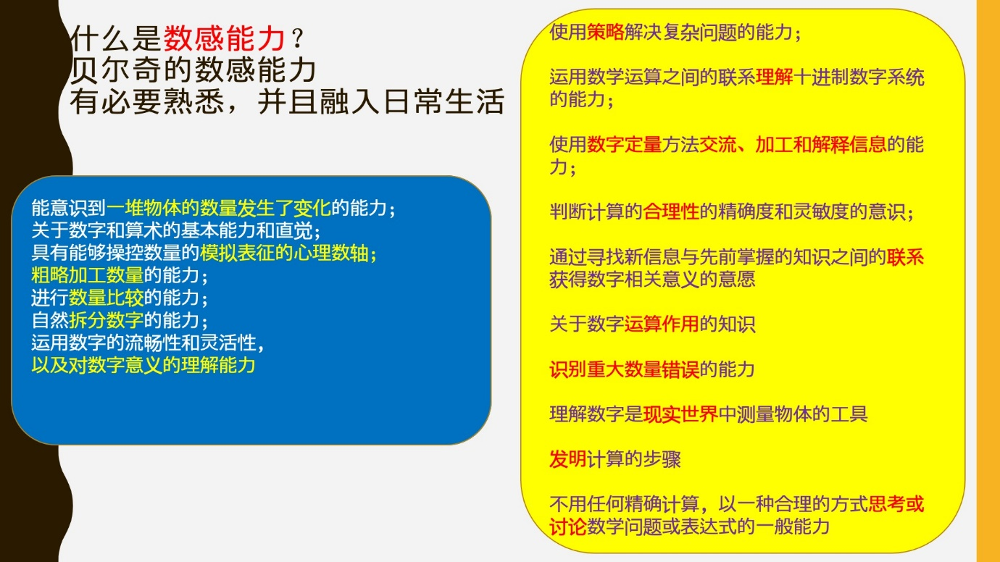 什么是数感能力？
贝尔奇的数感能力
有必要熟悉，并且融入日常生活
能意识到一堆物体的数量发生了变化的能力；
关于数字和算术的基本能力和直觉；
具有能够操控数量的模拟表征的心理数轴；
粗略加工数量的能力；
进行数量比较的能力；
自然拆分数字的能力；
运用数字的流畅性和灵活性，
以及对数字意义的理解能力
使用策略解决复杂问题的能力；
运用数学运算之间的联系理解十进制数字系统
的能力；
使用数字定量方法交流、加工和解释信息的能
力；
判断计算的合理性的精确度和灵敏度的意识；
通过寻找新信息与先前掌握的知识之间的联系
获得数字相关意义的意愿
关于数字运算作用的知识
识别重大数量错误的能力
理解数字是现实世界中测量物体的工具
发明计算的步骤
不用任何精确计算，以一种合理的方式思考或
讨论数学问题或表达式的一般能力